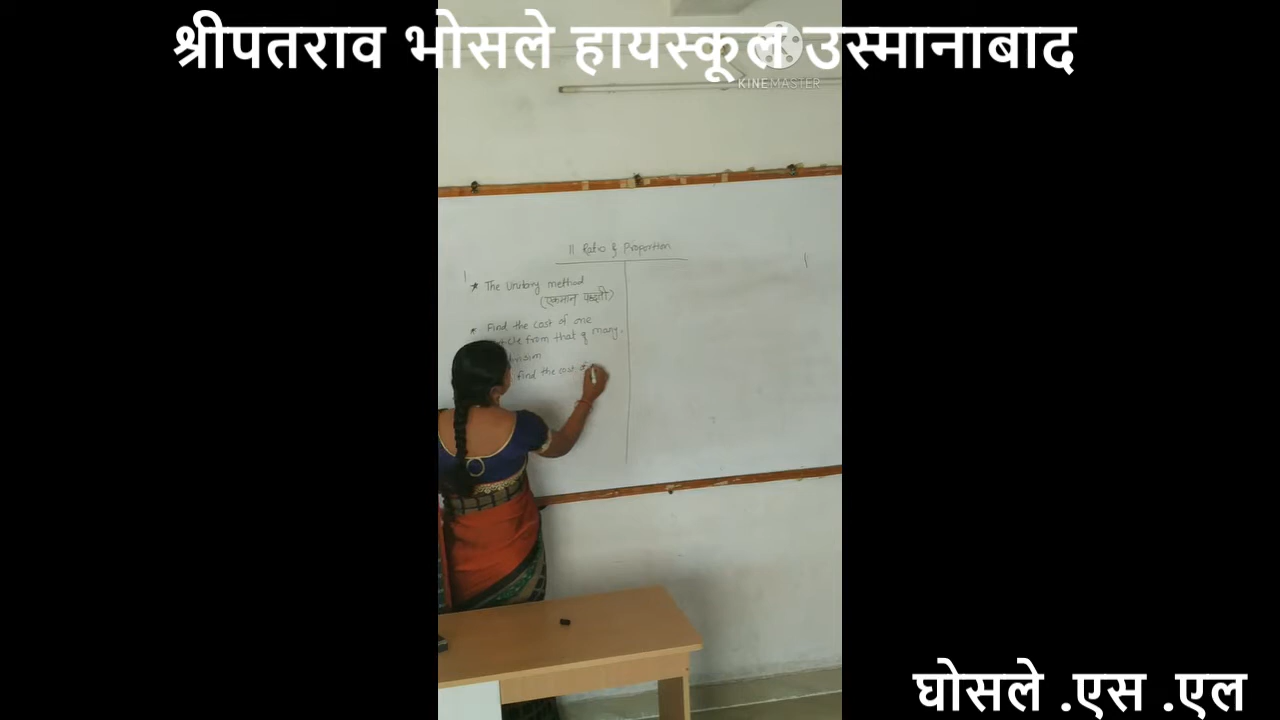 श्रीपतराव भोसले हायस्कूल उस्मानाबाद
KINEMASTER
11 Ratio & Proportion
* The Unitary method
(एकमान पद्धती)
* Find the cost of one
from that of many.
find the cost of
घोसले .एस .एल